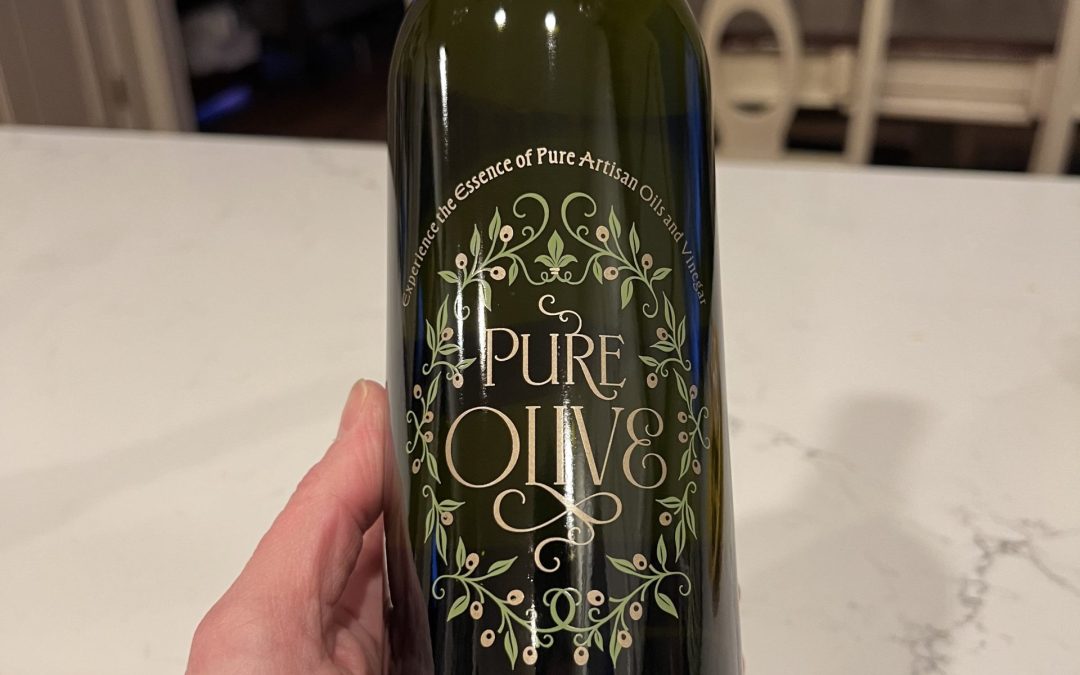 Experience the Essence of Pure Artisan Oils and Vinegar
PURE
OLIVE